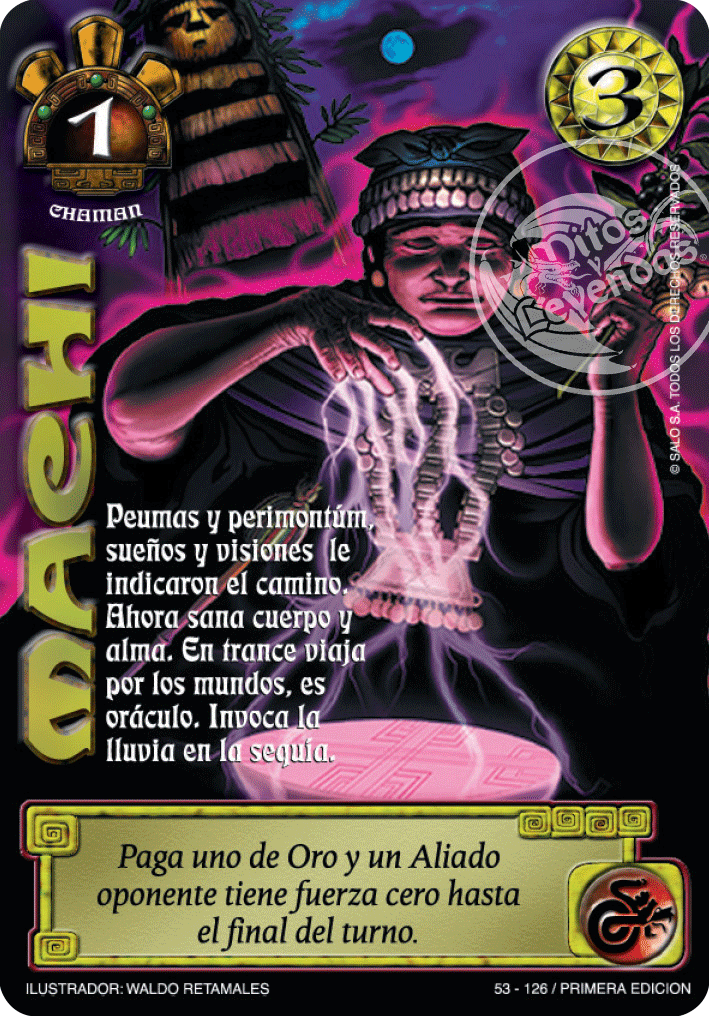 1
3
CHAMAN
MACHI
Mitos
y
Leyendas
®
© SALO S.A. TODOS LOS DERECHOS RESERVADOS
Peumas y perimontúm,
sueños y visiones le
indicaron el camino.
Ahora sana cuerpo y
alma. En trance viaja
por los mundos, es
oráculo. Invoca la
lluvia en la sequía.
Paga uno de Oro y un Aliado
oponente tiene fuerza cero hasta
el final del turno.
ILUSTRADOR: WALDO RETAMALES
53 - 126 / PRIMERA EDICION